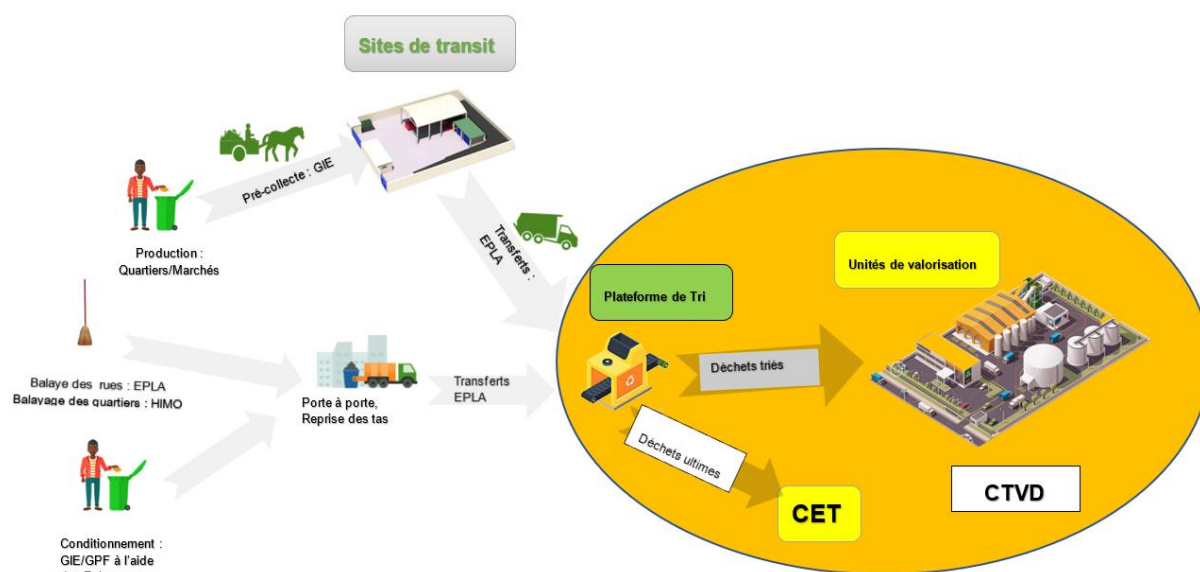 Sites de transit
Pré-collecte : GIE
Production :
Quartiers/Marchés
Transferts :
EPLA
Balaye des rues : EPLA
Balayage des quartiers : HIMO
Porte à porte,
Reprise des tas
Transferts
EPLA
Conditionnement :
GIE/GPF à l'aide
Plateforme de Tri
Unités de valorisation
Déchets triés
Déchets ultimes
CET
CTVD